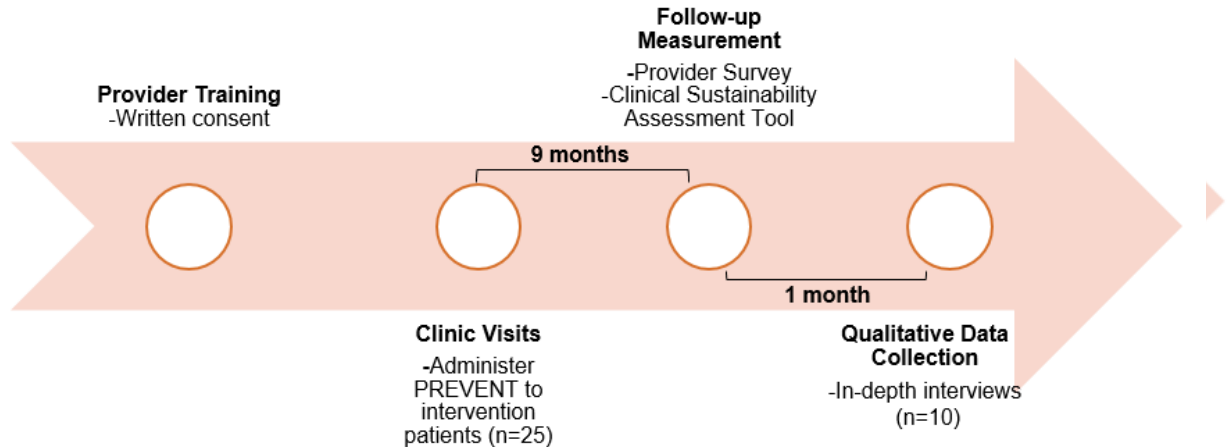 Provider Training
-Written consent
Follow-up
Measurement
-Provider Survey
-Clinical Sustainability
Assessment Tool
9 months
1 month
Clinic Visits
-Administer
PREVENT to
intervention
patients (n=25)
Qualitative Data
Collection
-In-depth interviews
(n=10)